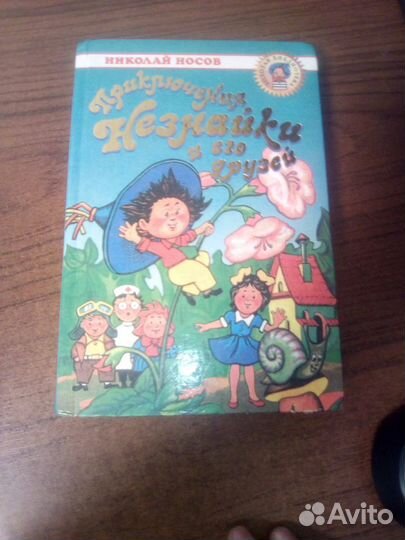 НИКОЛАЙ НОСОВ
Приключения
Незнайки
и его
друзей
Avito